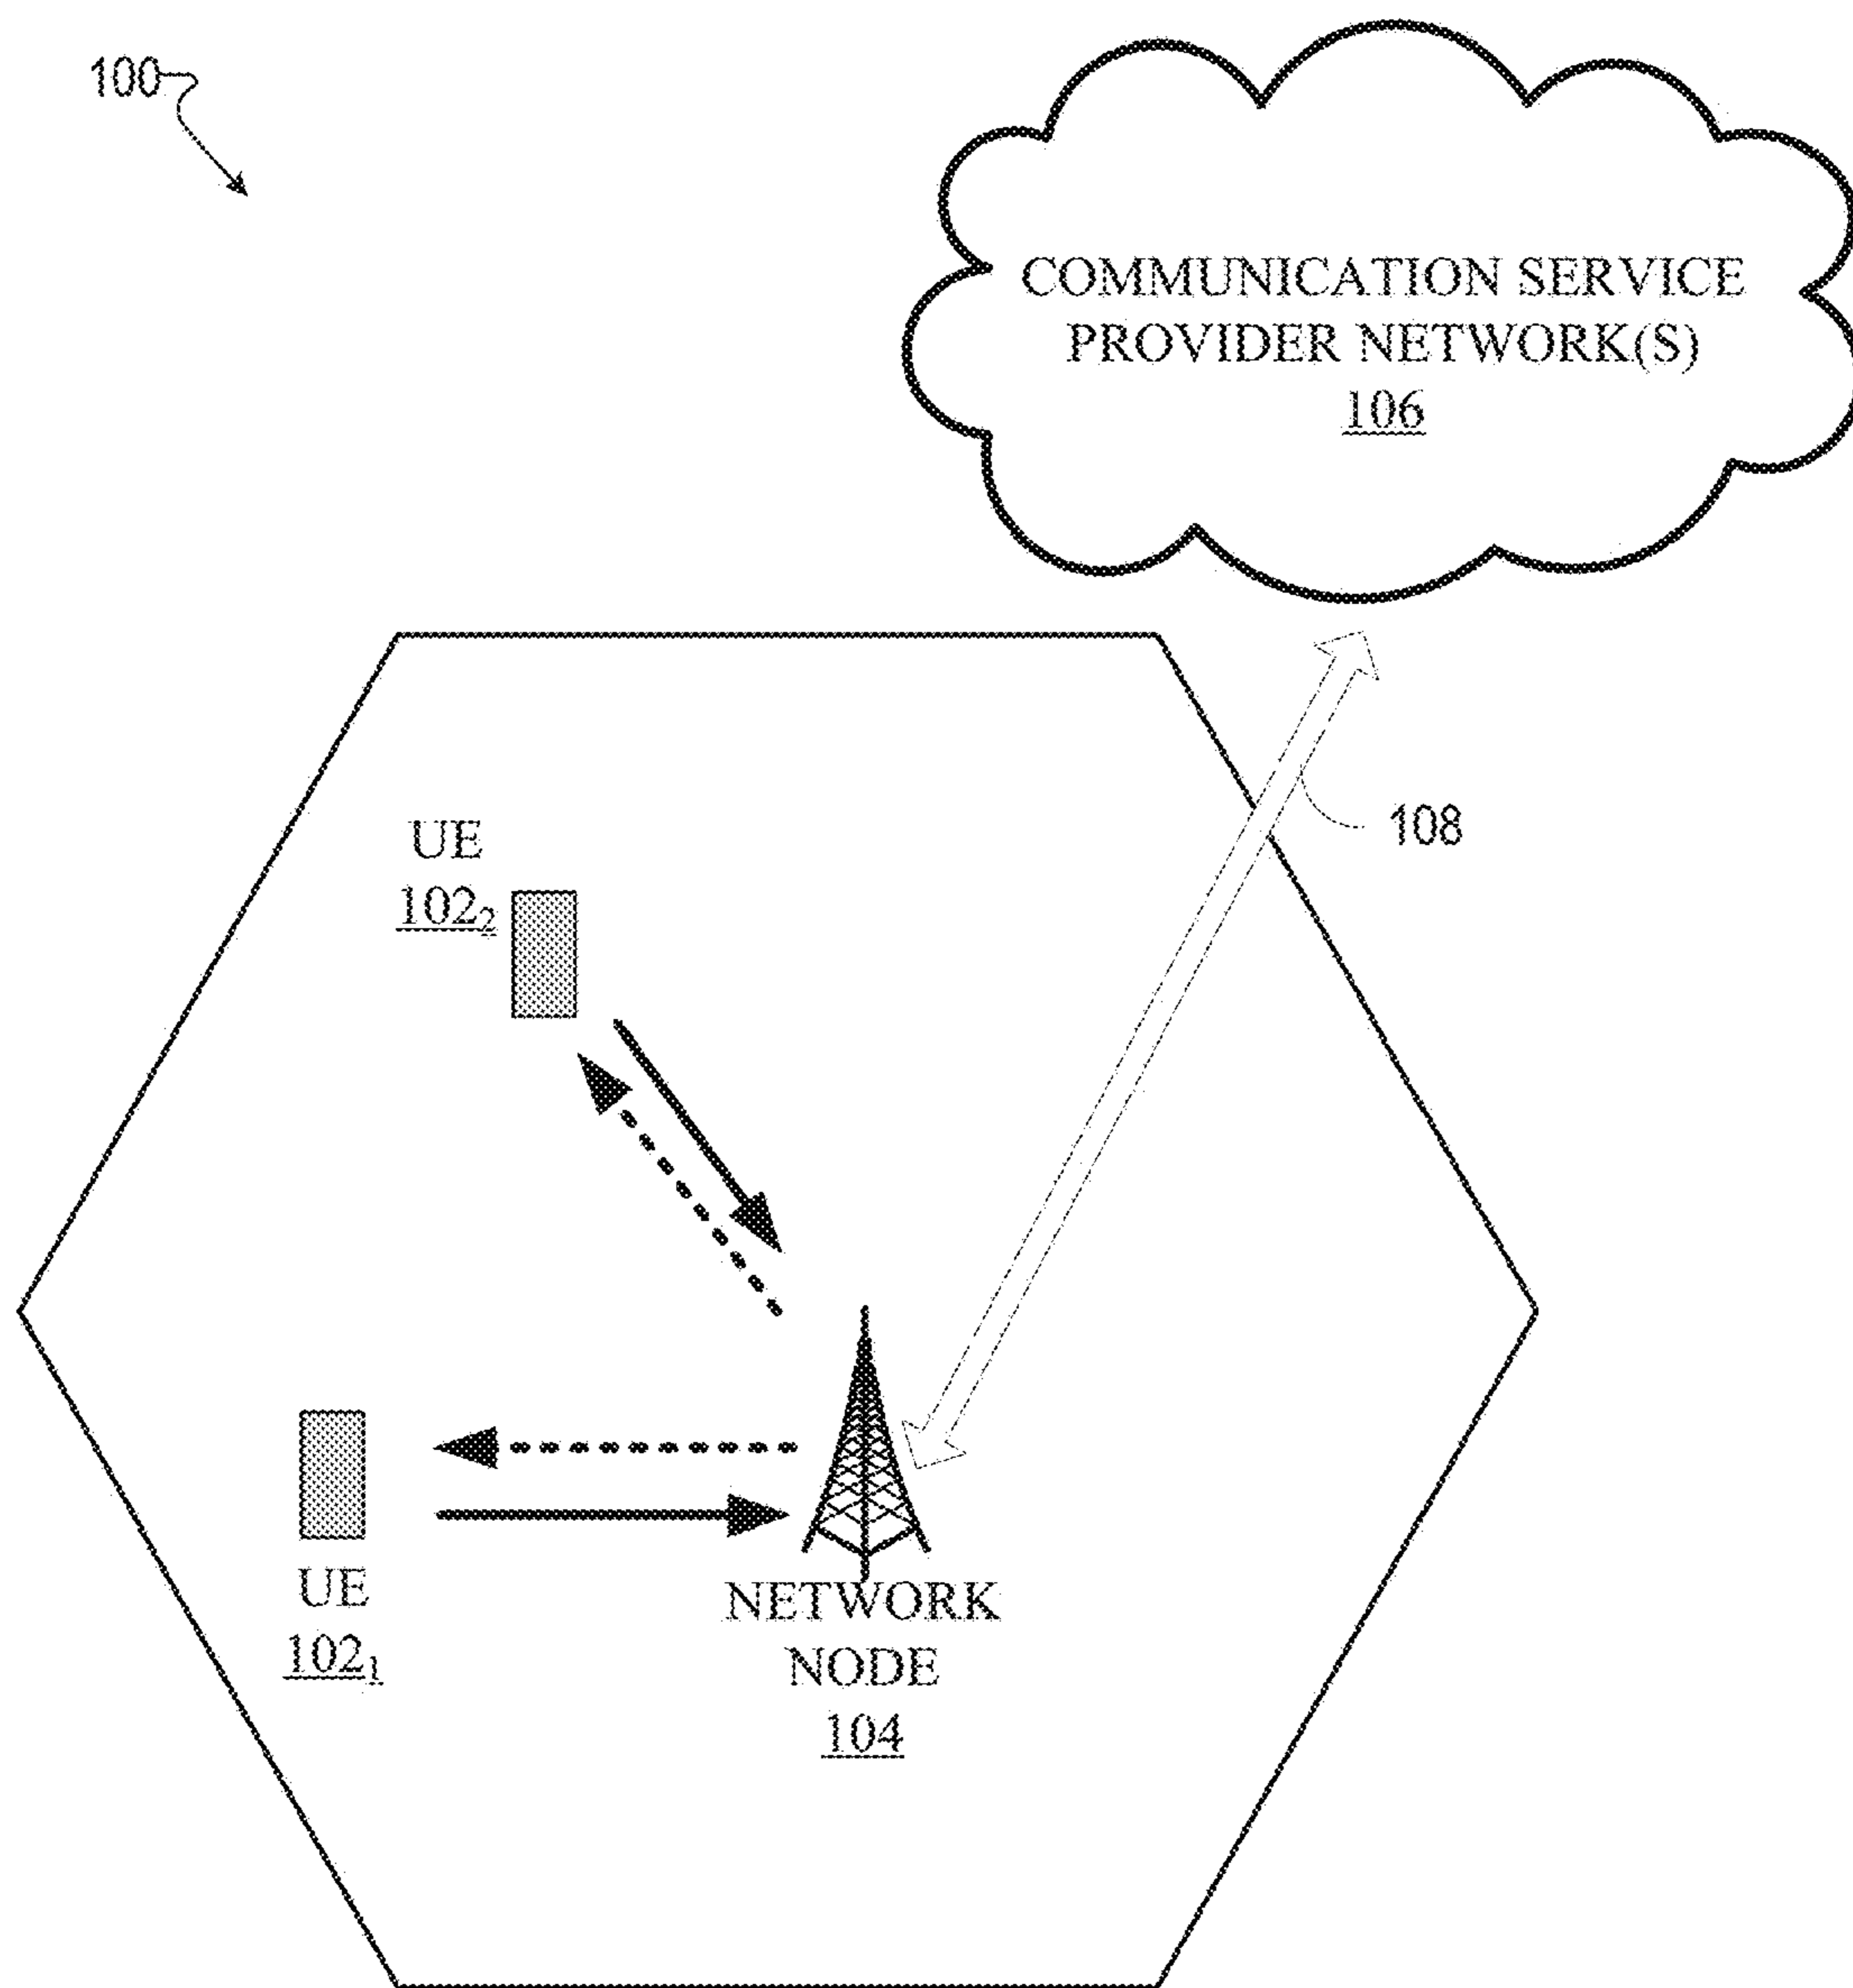 100
COMMUNICATION SERVICE
PROVIDER NETWORK(S)
106
108
UE
102₂
UE
102₁
NETWORK
NODE
104